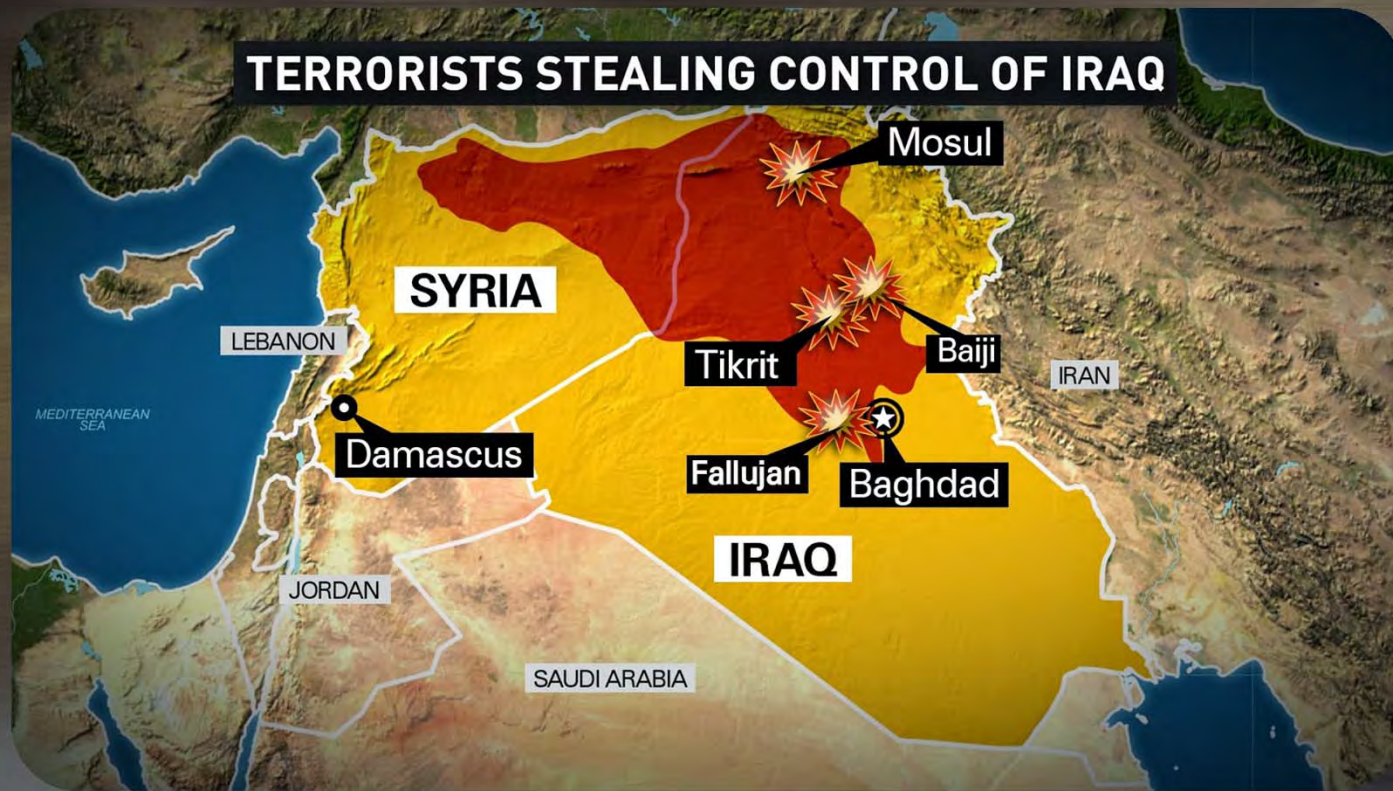 TERRORISTS STEALING CONTROL OF IRAQ
Mosul
SYRIA
LEBANON
Tikrit
Baiji
IRAN
MEDITERRANEAN
SEA
Damascus
Fallujan
Baghdad
IRAQ
JORDAN
SAUDI ARABIA